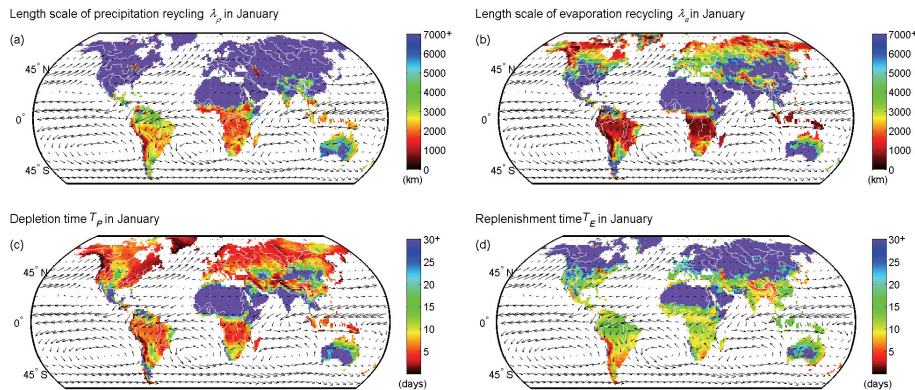 Length scale of precipitation reycling λρ in January
(a)
45° N
0°
45° S
7000+
6000
5000
4000
3000
2000
1000
0
(km)
Length scale of evaporation recycling λε in January
(b)
45° N
0°
45° S
7000+
6000
5000
4000
3000
2000
1000
0
(km)
Depletion time TP in January
(c)
45° N
0°
45° S
30+
25
20
15
10
5
(days)
Replenishment time TE in January
(d)
45° N
0°
45° S
30+
25
20
15
10
5
(days)